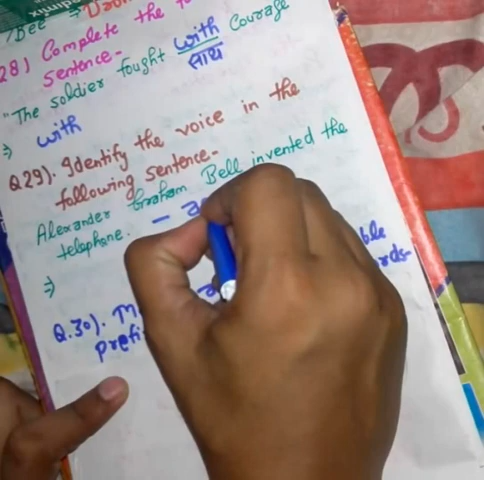 Bee
28) Complete the
sentence-
"The soldier fought with Courage
साथ
⇒ with
Q.29). Identify the voice in the
following sentence-
Alexander Graham Bell invented the
telephone. -
⇒
Q.30).
prefi